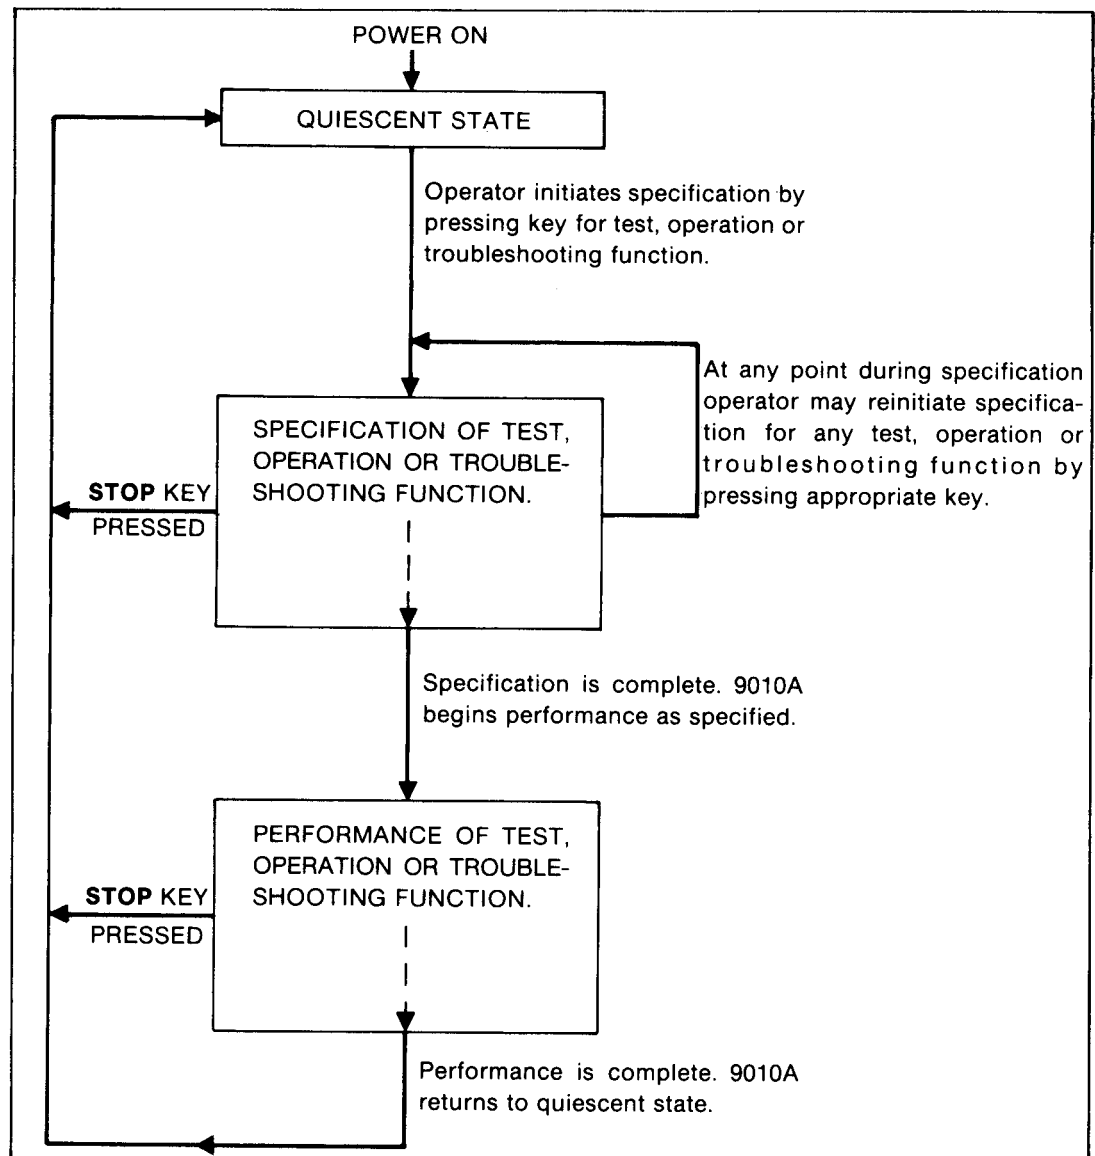 POWER ON
QUIESCENT STATE
Operator initiates specification by
pressing key for test, operation or
troubleshooting function.
At any point during specification
operator may reinitiate specifica-
tion for any test, operation or
troubleshooting function by
pressing appropriate key.
SPECIFICATION OF TEST,
OPERATION OR TROUBLE-
SHOOTING FUNCTION.
STOP KEY
PRESSED
Specification is complete. 9010A
begins performance as specified.
PERFORMANCE OF TEST,
OPERATION OR TROUBLE-
SHOOTING FUNCTION.
STOP KEY
PRESSED
Performance is complete. 9010A
returns to quiescent state.